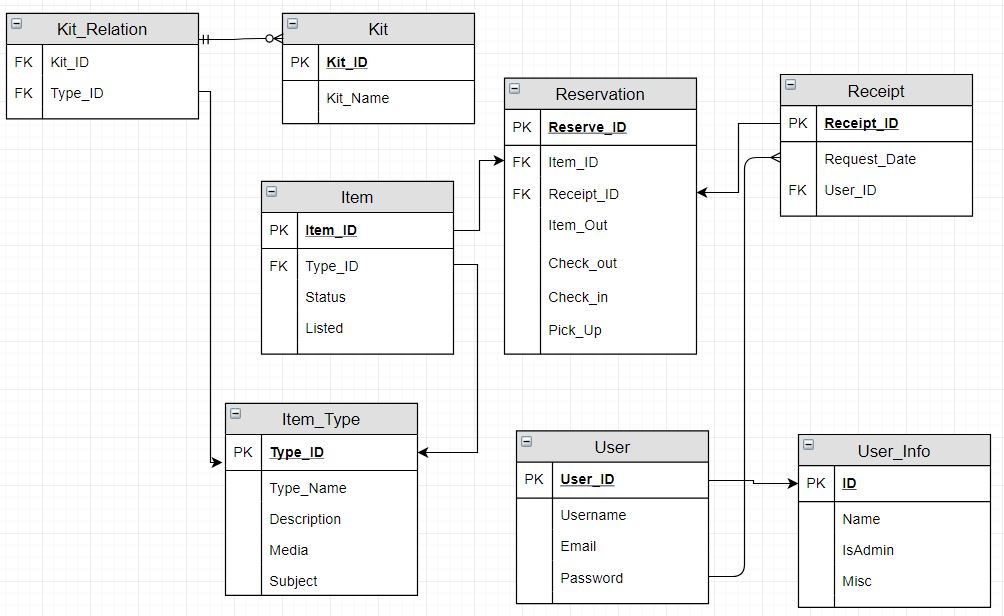 Kit_Relation
FK Kit_ID
FK Type_ID
Kit
PK Kit_ID
Kit_Name
Reservation
PK Reserve_ID
FK Item_ID
FK Receipt_ID
Item_Out
Check_out
Check_in
Pick_Up
Receipt
PK Receipt_ID
Request_Date
FK User_ID
Item
PK Item_ID
FK Type_ID
Status
Listed
Item_Type
PK Type_ID
Type_Name
Description
Media
Subject
User
PK User_ID
Username
Email
Password
User_Info
PK ID
Name
IsAdmin
Misc